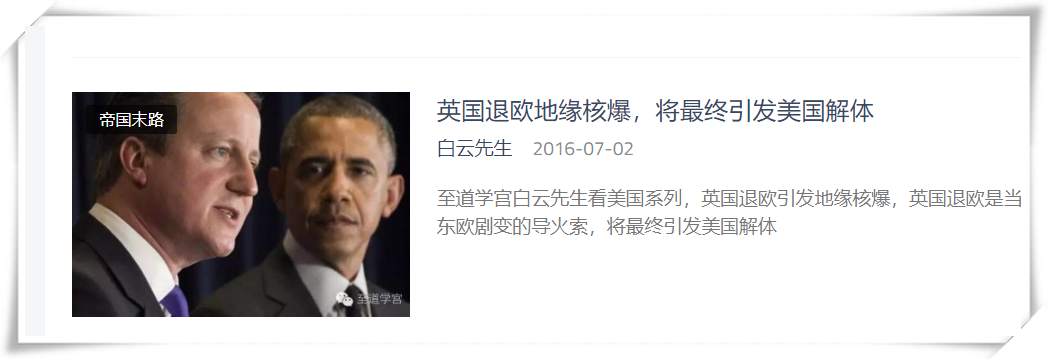 帝国末路
英国退欧地缘核爆，将最终引发美国解体
白云先生 2016-07-02
至道学宫白云先生看美国系列，英国退欧引发地缘核爆，英国退欧是当
东欧剧变的导火索，将最终引发美国解体
至道学宫